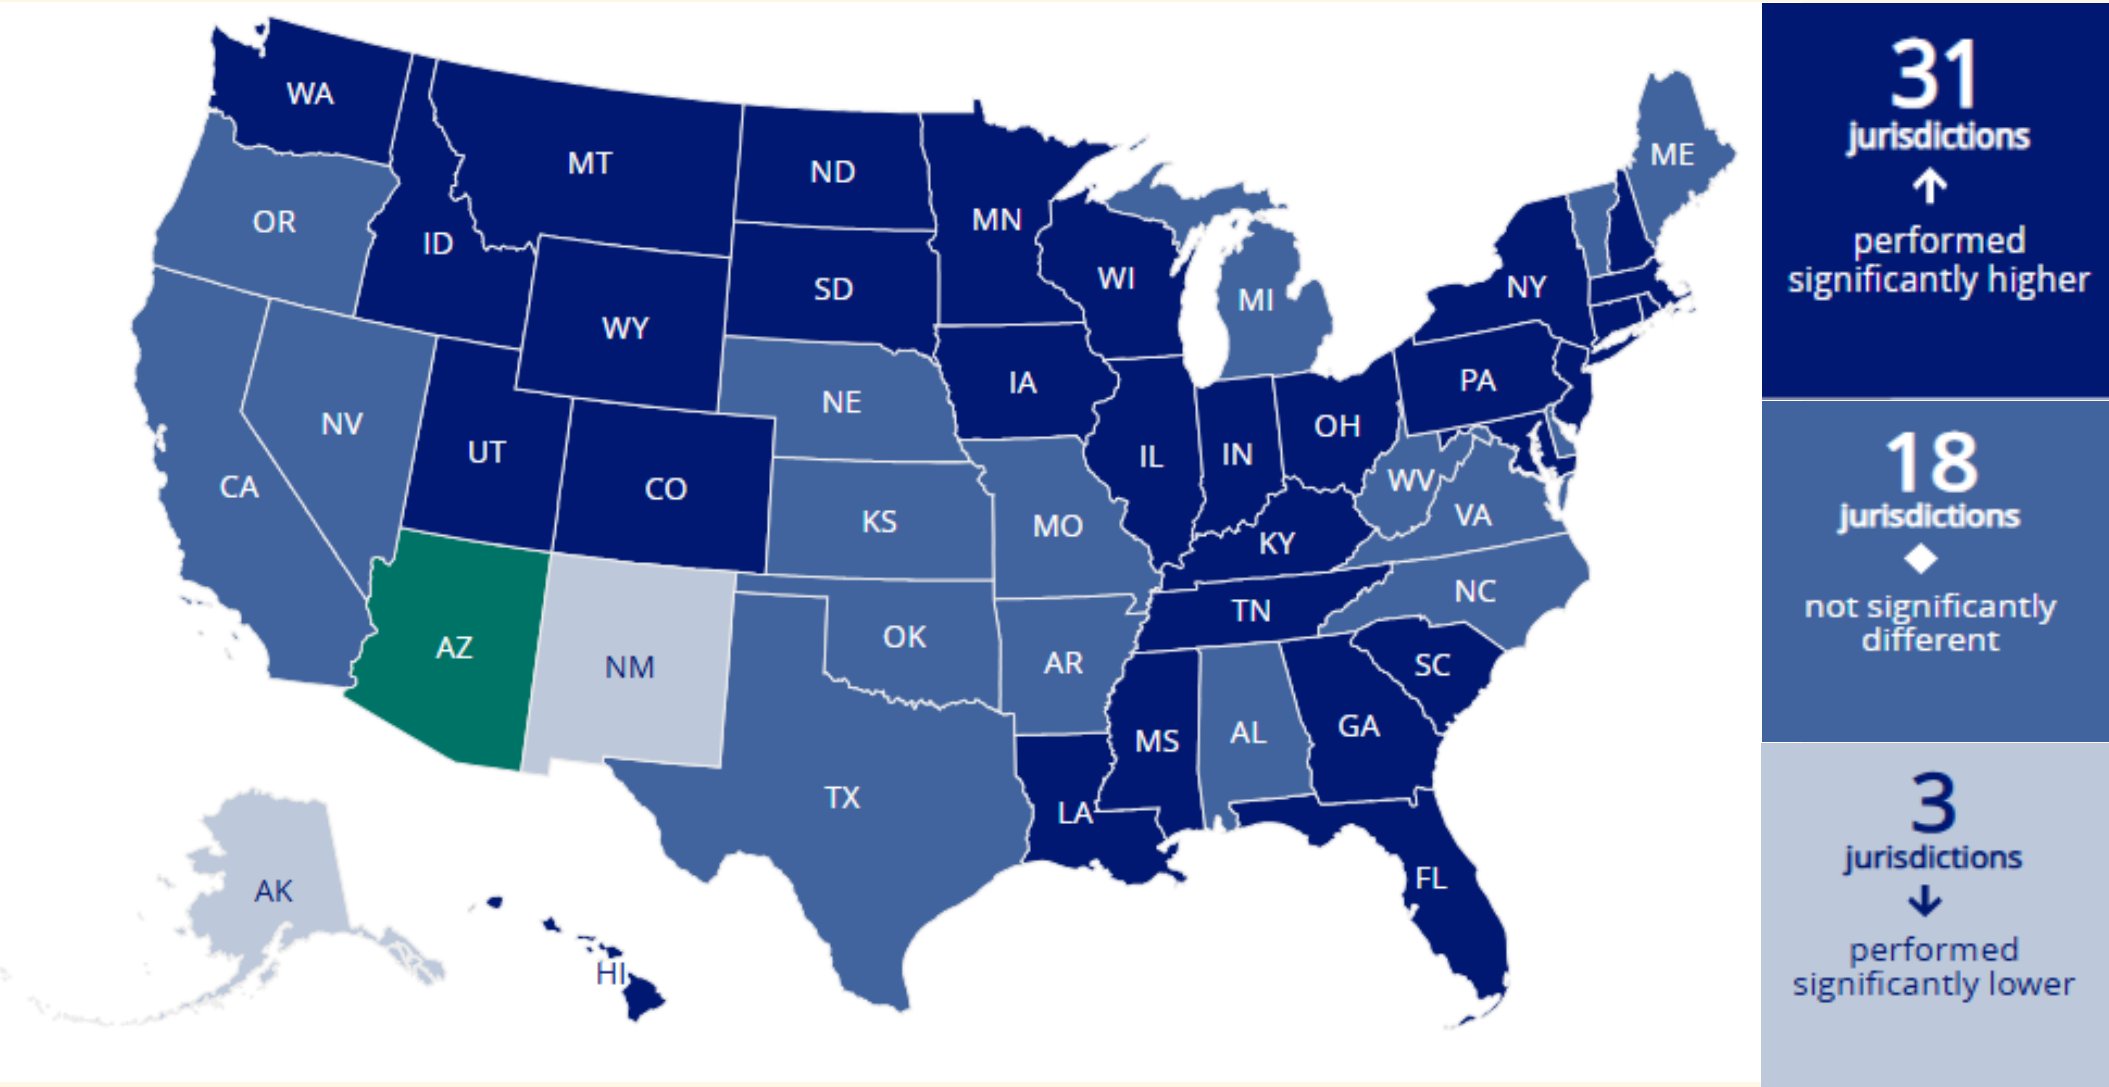 WA
MT
ND
MN
ME
OR
ID
SD
WI
MI
NY
WY
NE
IA
PA
NV
UT
CO
IL
IN
OH
CA
KS
MO
WV
VA
KY
NC
TN
AZ
NM
OK
AR
SC
TX
MS
AL
GA
LA
AK
FL
HI
31
jurisdictions
↑
performed
significantly higher
18
jurisdictions
◆
not significantly
different
3
jurisdictions
↓
performed
significantly lower